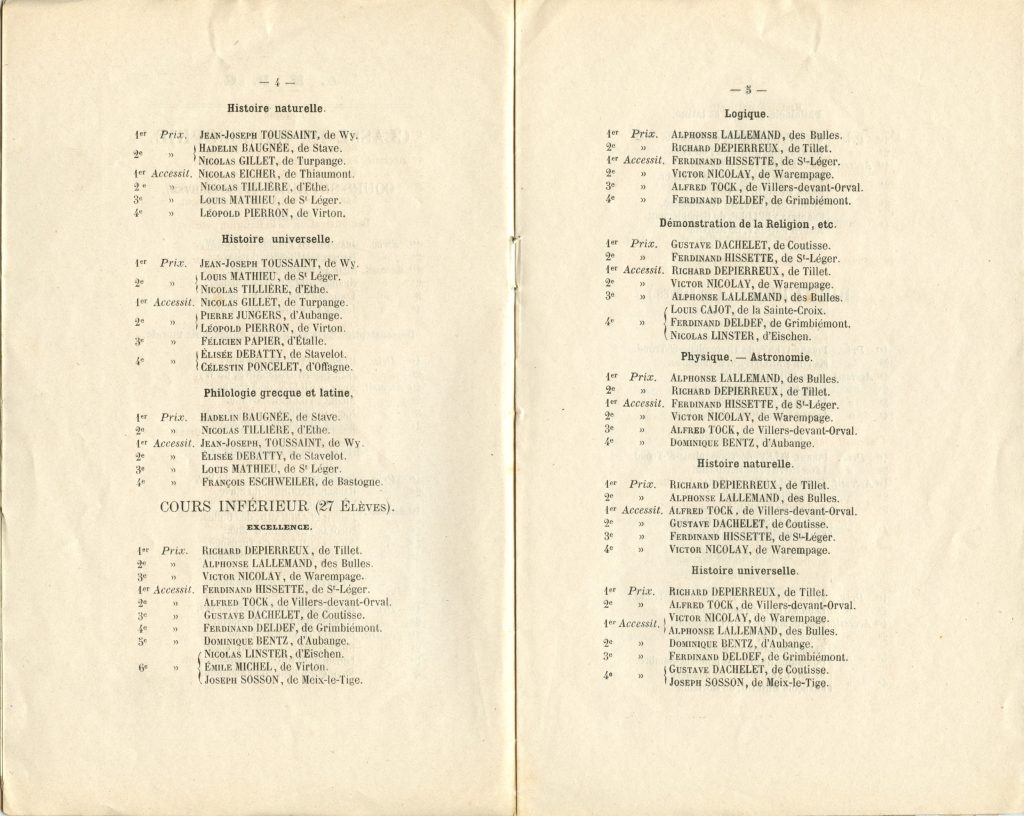 — 4 —
Histoire naturelle.
1er Prix. JEAN-JOSEPH TOUSSAINT, de Wy.
2e » HADELIN BAUGNÉE, de Stave.
NICOLAS GILLET, de Turpange.
1er Accessit. NICOLAS EICHER, de Thiaumont.
2e » NICOLAS TILLIÈRE, d'Ethe.
3e » LOUIS MATHIEU, de St Léger.
4e » LÉOPOLD PIERRON, de Virton.
Histoire universelle.
1er Prix. JEAN-JOSEPH TOUSSAINT, de Wy.
2e » LOUIS MATHIEU, de St Léger.
NICOLAS TILLIÈRE, d'Ethe.
1er Accessit. NICOLAS GILLET, de Turpange.
2e » PIERRE JUNGERS, d'Aubange.
LÉOPOLD PIERRON, de Virton.
3e » FÉLICIEN PAPIER, d'Étalle.
4e » ÉLISÉE DEBATTY, de Stavelot.
CÉLESTIN PONCELET, d'Offagne.
Philologie grecque et latine,
1er Prix. HADELIN BAUGNÉE, de Stave.
2e » NICOLAS TILLIÈRE, d'Ethe.
1er Accessit. JEAN-JOSEPH, TOUSSAINT, de Wy.
2e » ÉLISÉE DEBATTY, de Stavelot.
3e » LOUIS MATHIEU, de St Léger.
4e » FRANÇOIS ESCHWEILER, de Bastogne.
COURS INFÉRIEUR (27 ÉLÈVES).
EXCELLENCE.
1er Prix. RICHARD DEPIERREUX, de Tillet.
2e » ALPHONSE LALLEMAND, des Bulles.
3e » VICTOR NICOLAY, de Warempage.
1er Accessit. FERDINAND HISSETTE, de St-Léger.
2e » ALFRED TOCK, de Villers-devant-Orval.
3e » GUSTAVE DACHELET, de Coutisse.
4e » FERDINAND DELDEF, de Grimbiémont.
5e » DOMINIQUE BENTZ, d'Aubange.
NICOLAS LINSTER, d'Eischen.
6e » ÉMILE MICHEL, de Virton.
JOSEPH SOSSON, de Meix-le-Tige.
— 5 —
Logique.
1er Prix. ALPHONSE LALLEMAND, des Bulles.
2e » RICHARD DEPIERREUX, de Tillet.
1er Accessit. FERDINAND HISSETTE, de St-Léger.
2e » VICTOR NICOLAY, de Warempage.
3e » ALFRED TOCK, de Villers-devant-Orval.
4e » FERDINAND DELDEF, de Grimbiémont.
Démonstration de la Religion, etc.
1er Prix. GUSTAVE DACHELET, de Coutisse.
2e » FERDINAND HISSETTE, de St-Léger.
1er Accessit. RICHARD DEPIERREUX, de Tillet.
2e » VICTOR NICOLAY, de Warempage.
3e » ALPHONSE LALLEMAND, des Bulles.
LOUIS CAJOT, de la Sainte-Croix.
4e » FERDINAND DELDEF, de Grimbiémont.
NICOLAS LINSTER, d'Eischen.
Physique. — Astronomie.
1er Prix. ALPHONSE LALLEMAND, des Bulles.
2e » RICHARD DEPIERREUX, de Tillet.
1er Accessit. FERDINAND HISSETTE, de St-Léger.
2e » VICTOR NICOLAY, de Warempage.
3e » ALFRED TOCK, de Villers-devant-Orval.
4e » DOMINIQUE BENTZ, d'Aubange.
Histoire naturelle.
1er Prix. RICHARD DEPIERREUX, de Tillet.
2e » ALPHONSE LALLEMAND, des Bulles.
1er Accessit. ALFRED TOCK, de Villers-devant-Orval.
2e » GUSTAVE DACHELET, de Coutisse.
3e » FERDINAND HISSETTE, de St-Léger.
4e » VICTOR NICOLAY, de Warempage.
Histoire universelle.
1er Prix. RICHARD DEPIERREUX, de Tillet.
2e » ALFRED TOCK, de Villers-devant-Orval.
1er Accessit. VICTOR NICOLAY, de Warempage.
ALPHONSE LALLEMAND, des Bulles.
2e » DOMINIQUE BENTZ, d'Aubange.
3e » FERDINAND DELDEF, de Grimbiémont.
4e » GUSTAVE DACHELET, de Coutisse.
JOSEPH SOSSON, de Meix-le-Tige.